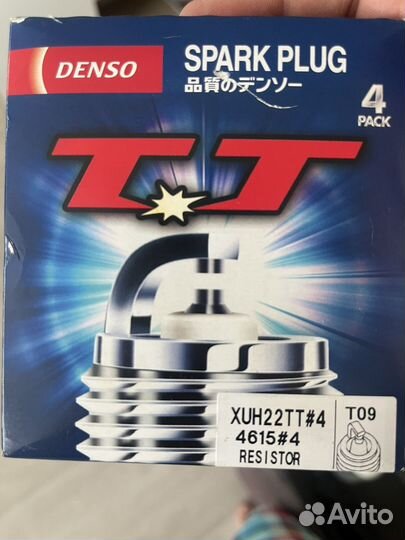 DENSO
SPARK PLUG
品質のデンソー
4
PACK
TT
XUH22TT#4
4615#4
RESISTOR
T09
Avito